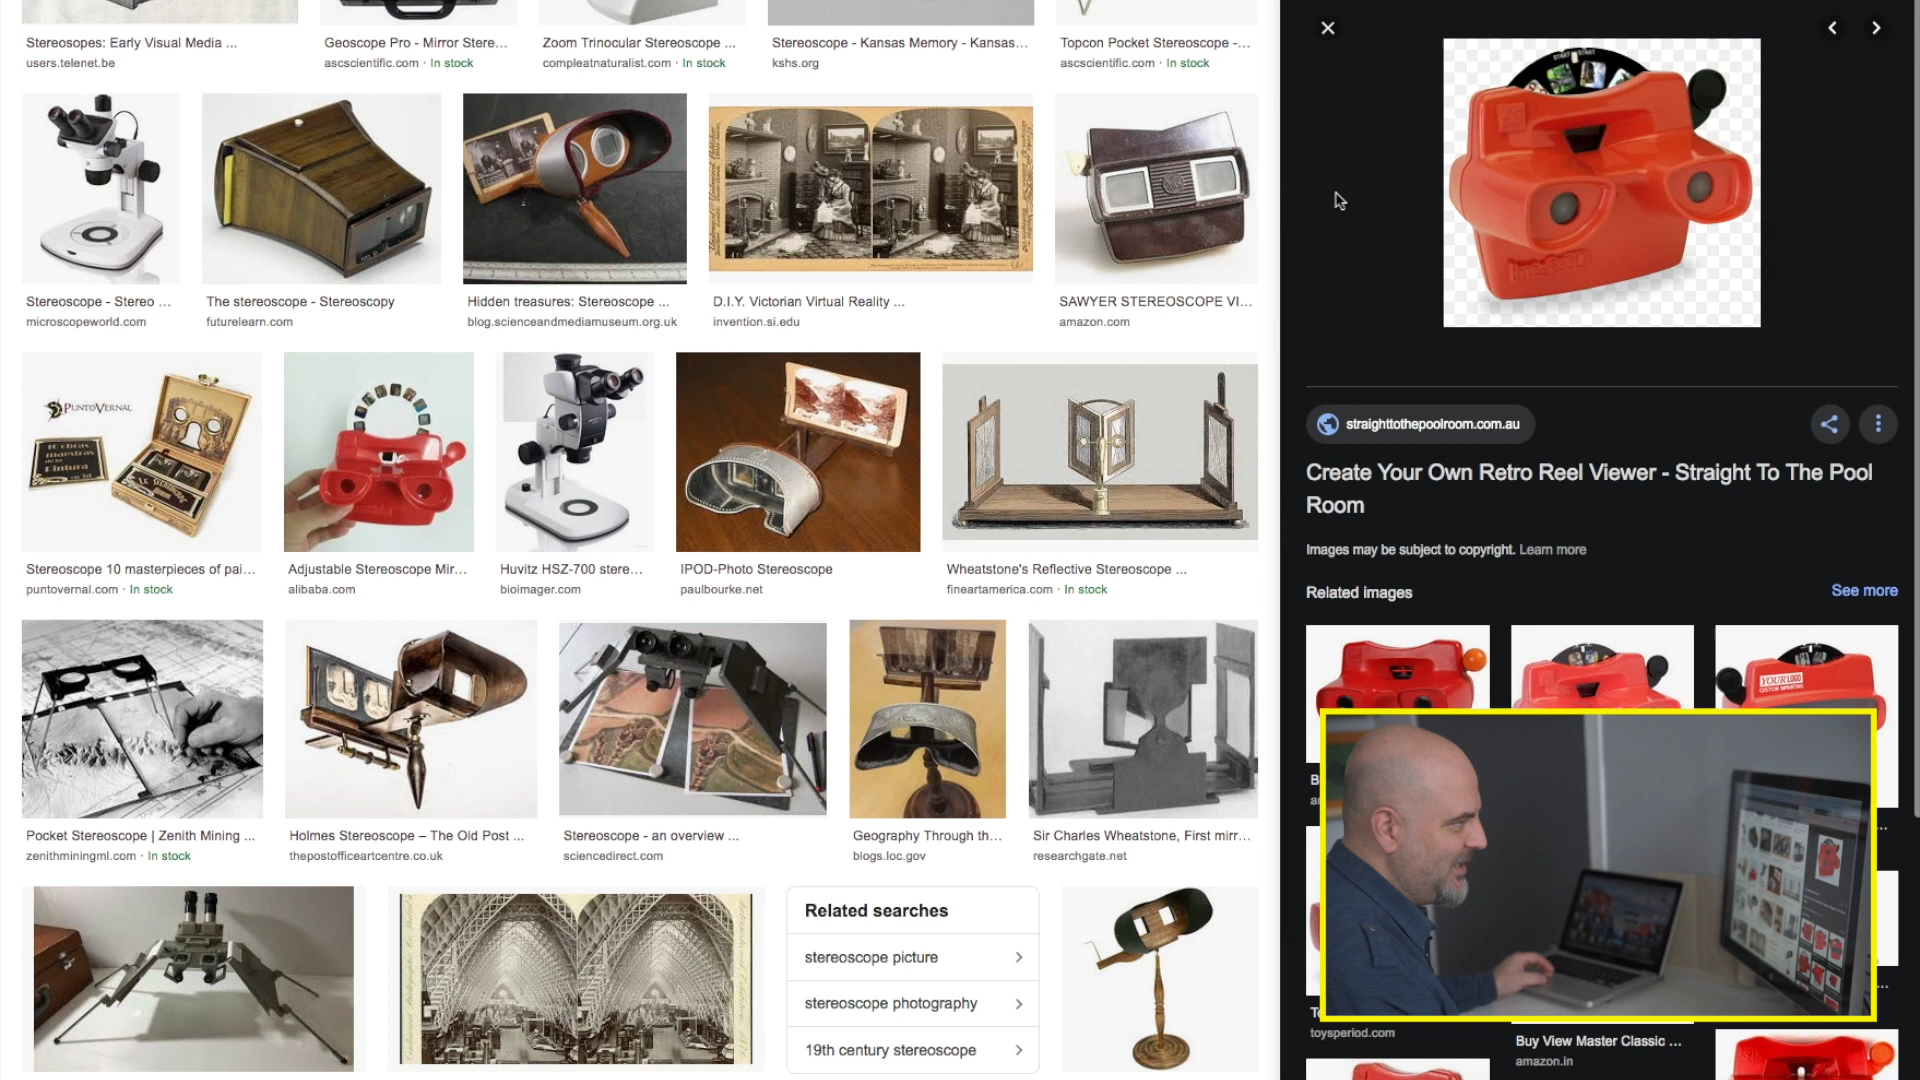 Stereosopes: Early Visual Media ...
users.telenet.be
Geoscope Pro - Mirror Stere...
ascscientific.com · In stock
Zoom Trinocular Stereoscope ...
compleatnaturalist.com · In stock
Stereoscope - Kansas Memory - Kansas...
kshs.org
Topcon Pocket Stereoscope -...
ascscientific.com · In stock
Stereoscope - Stereo ...
microscopeworld.com
The stereoscope - Stereoscopy
futurelearn.com
Hidden treasures: Stereoscope ...
blog.scienceandmediamuseum.org.uk
D.I.Y. Victorian Virtual Reality ...
invention.si.edu
SAWYER STEREOSCOPE VI...
amazon.com
PUNTOVERNAL
Stereoscope 10 masterpieces of pai...
puntovernal.com · In stock
Adjustable Stereoscope Mir...
alibaba.com
Huvitz HSZ-700 stere...
bioimager.com
IPOD-Photo Stereoscope
paulbourke.net
Wheatstone's Reflective Stereoscope ...
fineartamerica.com · In stock
Pocket Stereoscope | Zenith Mining ...
zenithminingml.com · In stock
Holmes Stereoscope – The Old Post ...
thepostofficeartcentre.co.uk
Stereoscope - an overview ...
sciencedirect.com
Geography Through th...
blogs.loc.gov
Sir Charles Wheatstone, First mirr...
researchgate.net
Related searches
stereoscope picture
stereoscope photography
19th century stereoscope
START
START
Image3D
straighttothepoolroom.com.au
Create Your Own Retro Reel Viewer - Straight To The Pool
Room
Images may be subject to copyright. Learn more
Related images
See more
YOUR LOGO
CUSTOM IMPRINTING
toysperiod.com
Buy View Master Classic ...
amazon.in